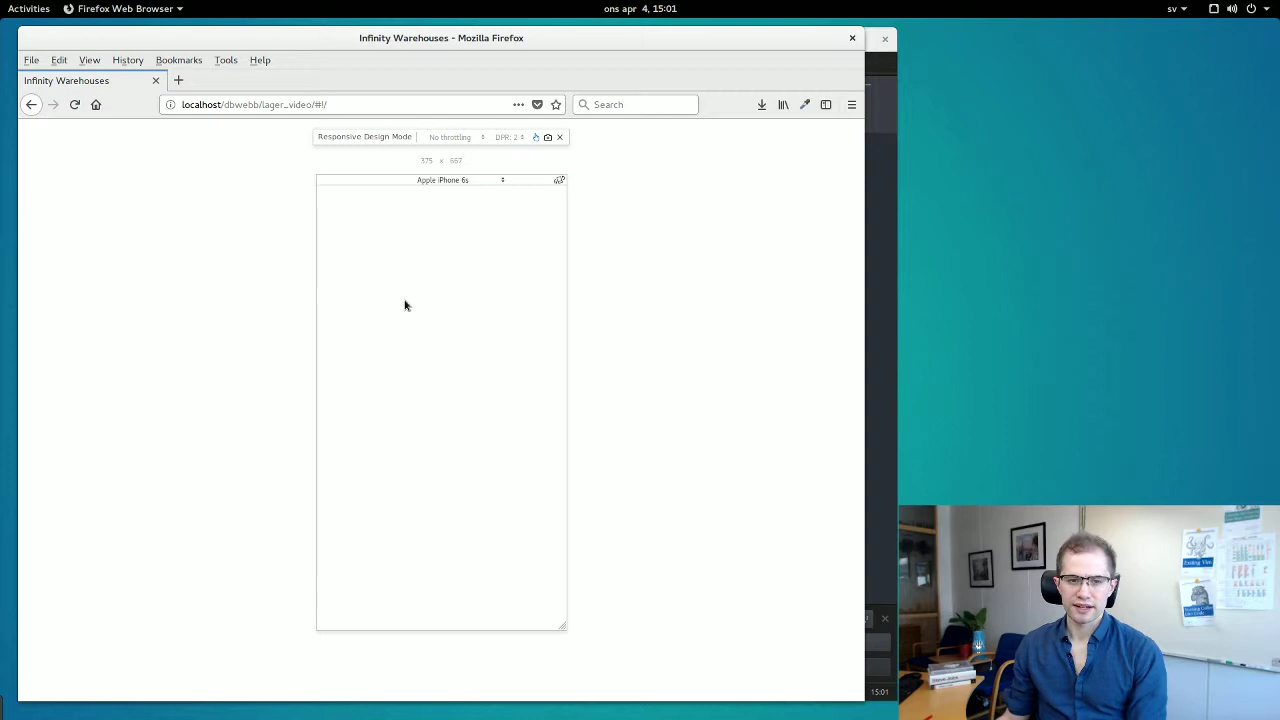 Activities
Firefox Web Browser
ons apr 4, 15:01
sv
Infinity Warehouses - Mozilla Firefox
File Edit View History Bookmarks Tools Help
Infinity Warehouses
localhost/dbwebb/lager_video/#!/
Search
Responsive Design Mode
No throttling
DPR: 2
375 × 667
Apple iPhone 6s
Exiting Vim
15:01